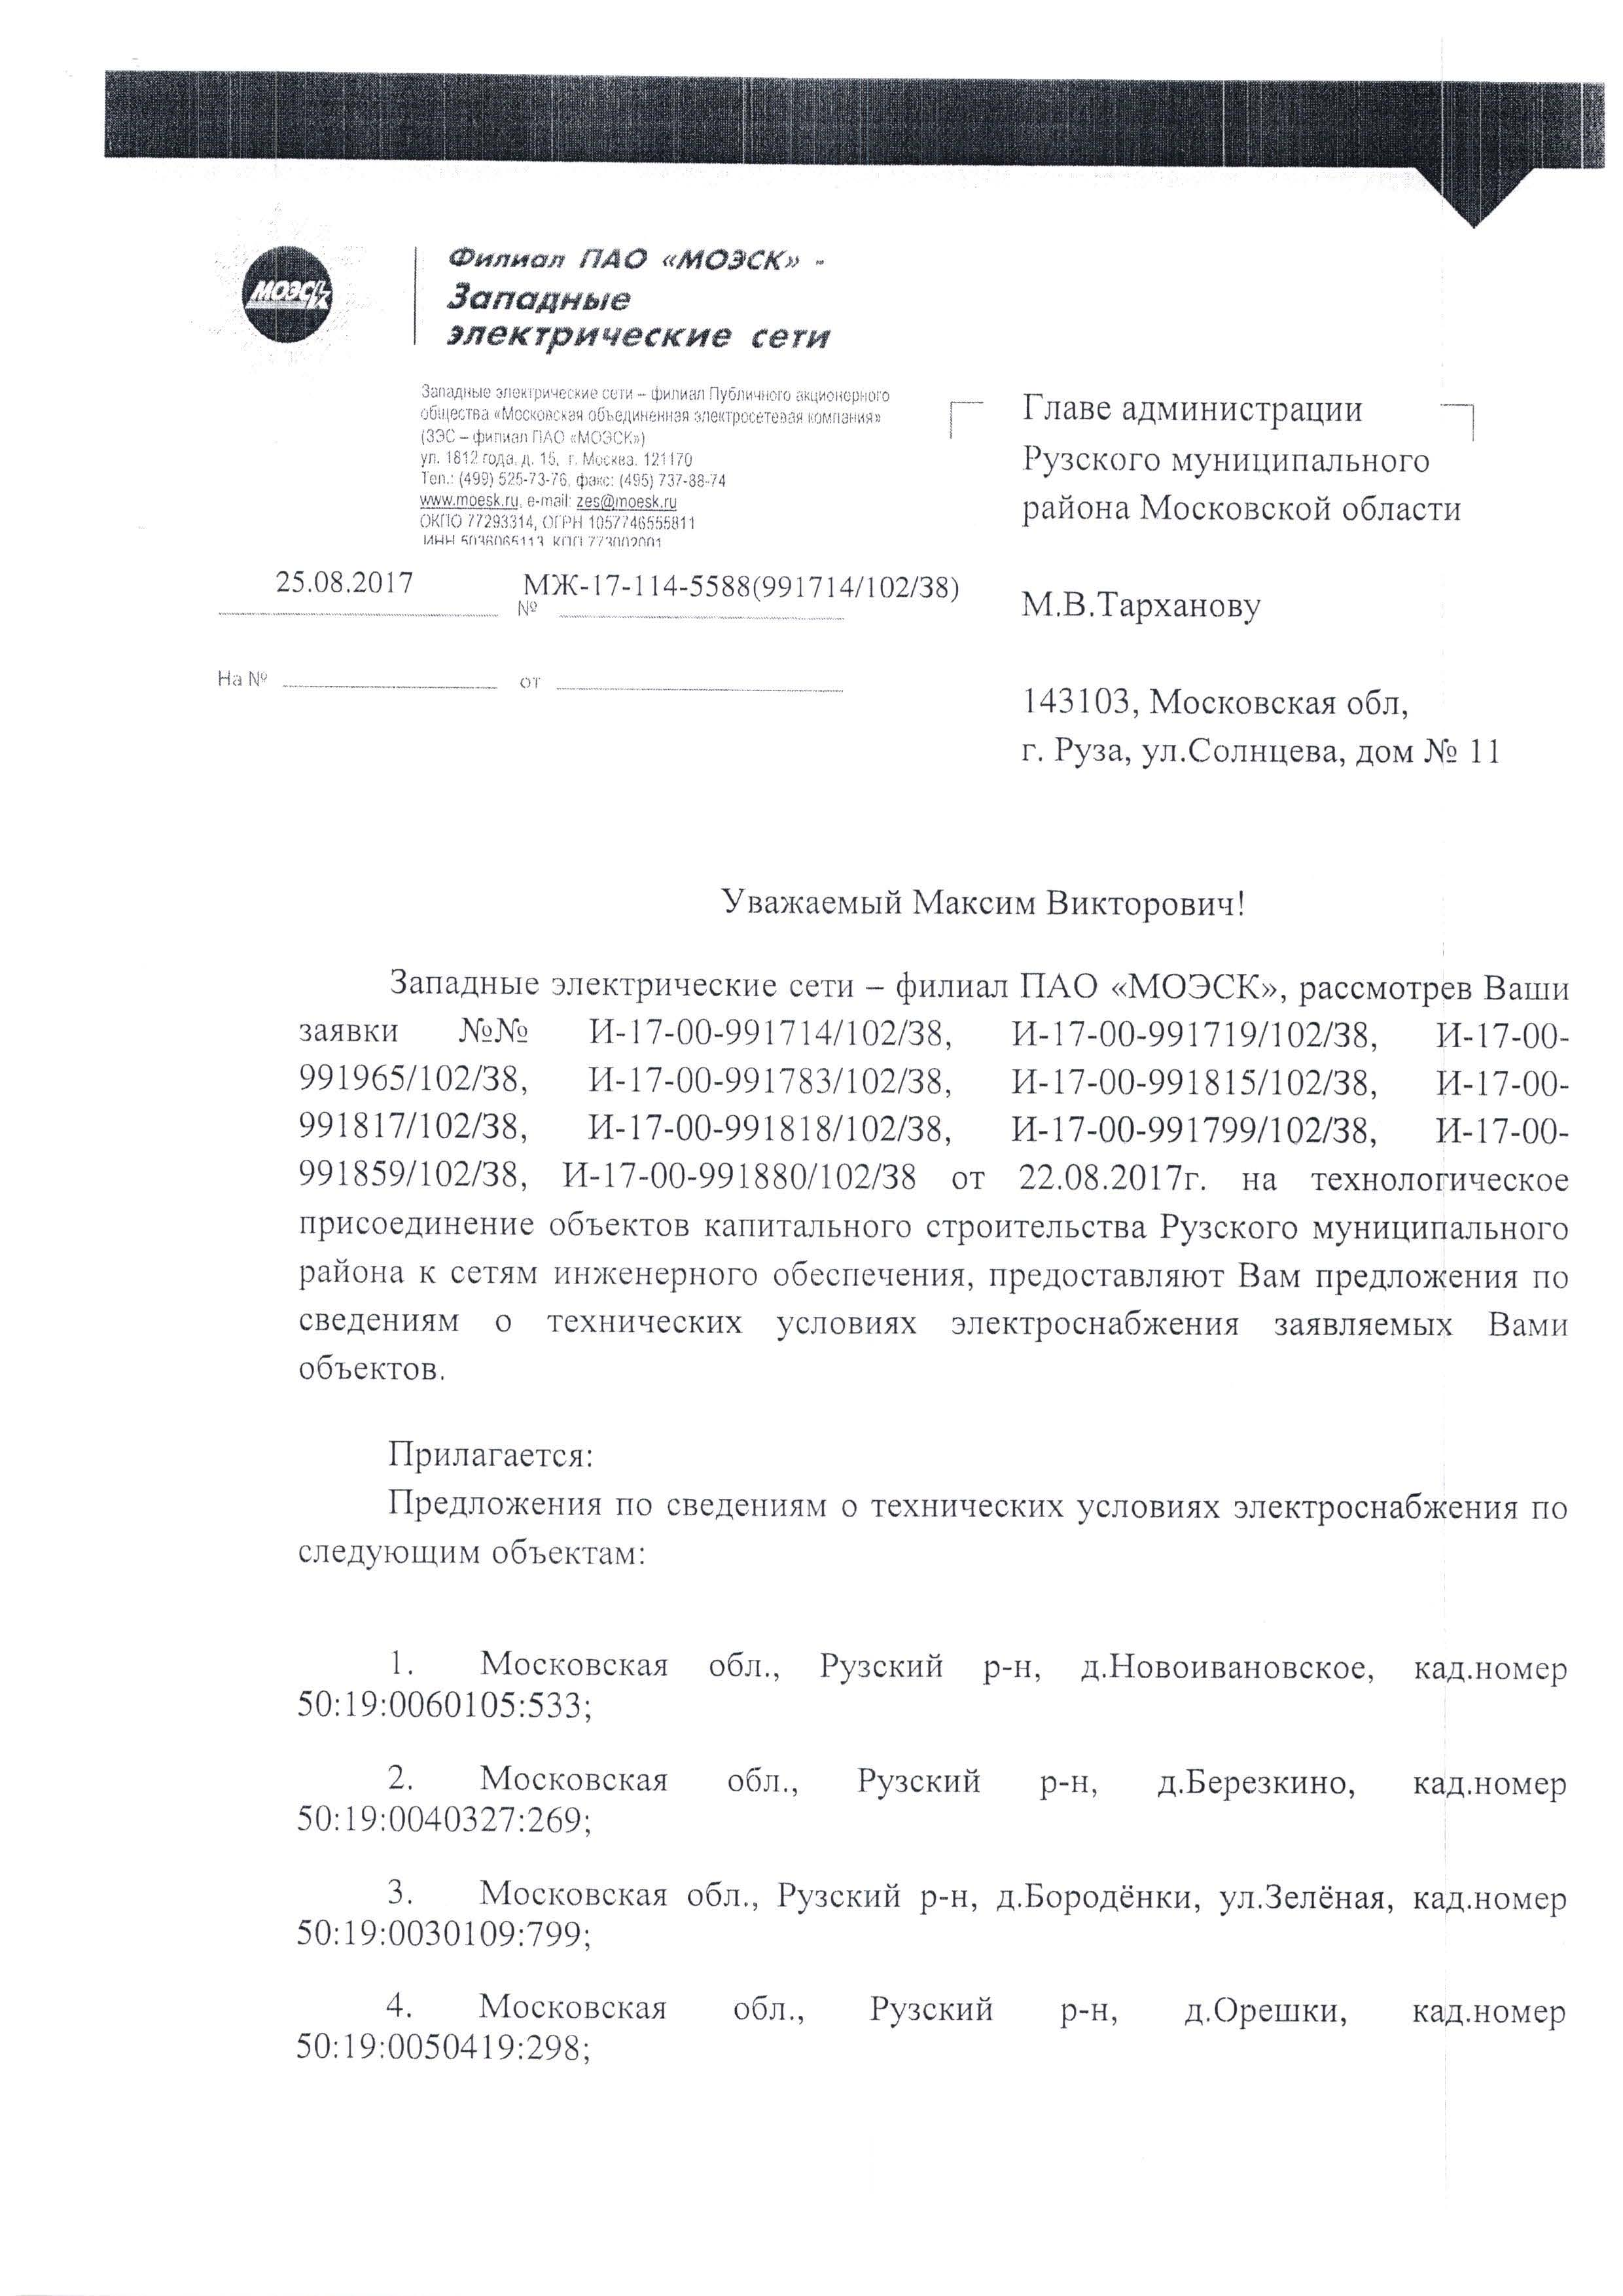 МОЭСК
Филиал ПАО «МОЭСК» -
Западные
электрические сети
Западные электрические сети – филиал Публичного акционерного
общества «Московская объединенная электросетевая компания»
(ЗЭС – филиал ПАО «МОЭСК»)
ул. 1812 года, д. 15, г. Москва, 121170
Тел.: (499) 525-73-76, факс: (495) 737-88-74
www.moesk.ru, e-mail: zes@moesk.ru
ОКПО 77293314, ОГРН 1057746555811
ИНН 5036065113, КПП 773002001
Главе администрации
Рузского муниципального
района Московской области
25.08.2017 МЖ-17-114-5588(991714/102/38)
№
М.В.Тарханову
На № от
143103, Московская обл,
г. Руза, ул.Солнцева, дом № 11
Уважаемый Максим Викторович!
Западные электрические сети – филиал ПАО «МОЭСК», рассмотрев Ваши
заявки №№ И-17-00-991714/102/38, И-17-00-991719/102/38, И-17-00-
991965/102/38, И-17-00-991783/102/38, И-17-00-991815/102/38, И-17-00-
991817/102/38, И-17-00-991818/102/38, И-17-00-991799/102/38, И-17-00-
991859/102/38, И-17-00-991880/102/38 от 22.08.2017г. на технологическое
присоединение объектов капитального строительства Рузского муниципального
района к сетям инженерного обеспечения, предоставляют Вам предложения по
сведениям о технических условиях электроснабжения заявляемых Вами
объектов.
Прилагается:
Предложения по сведениям о технических условиях электроснабжения по
следующим объектам:
1. Московская обл., Рузский р-н, д.Новоивановское, кад.номер
50:19:0060105:533;
2. Московская обл., Рузский р-н, д.Березкино, кад.номер
50:19:0040327:269;
3. Московская обл., Рузский р-н, д.Бородёнки, ул.Зелёная, кад.номер
50:19:0030109:799;
4. Московская обл., Рузский р-н, д.Орешки, кад.номер
50:19:0050419:298;